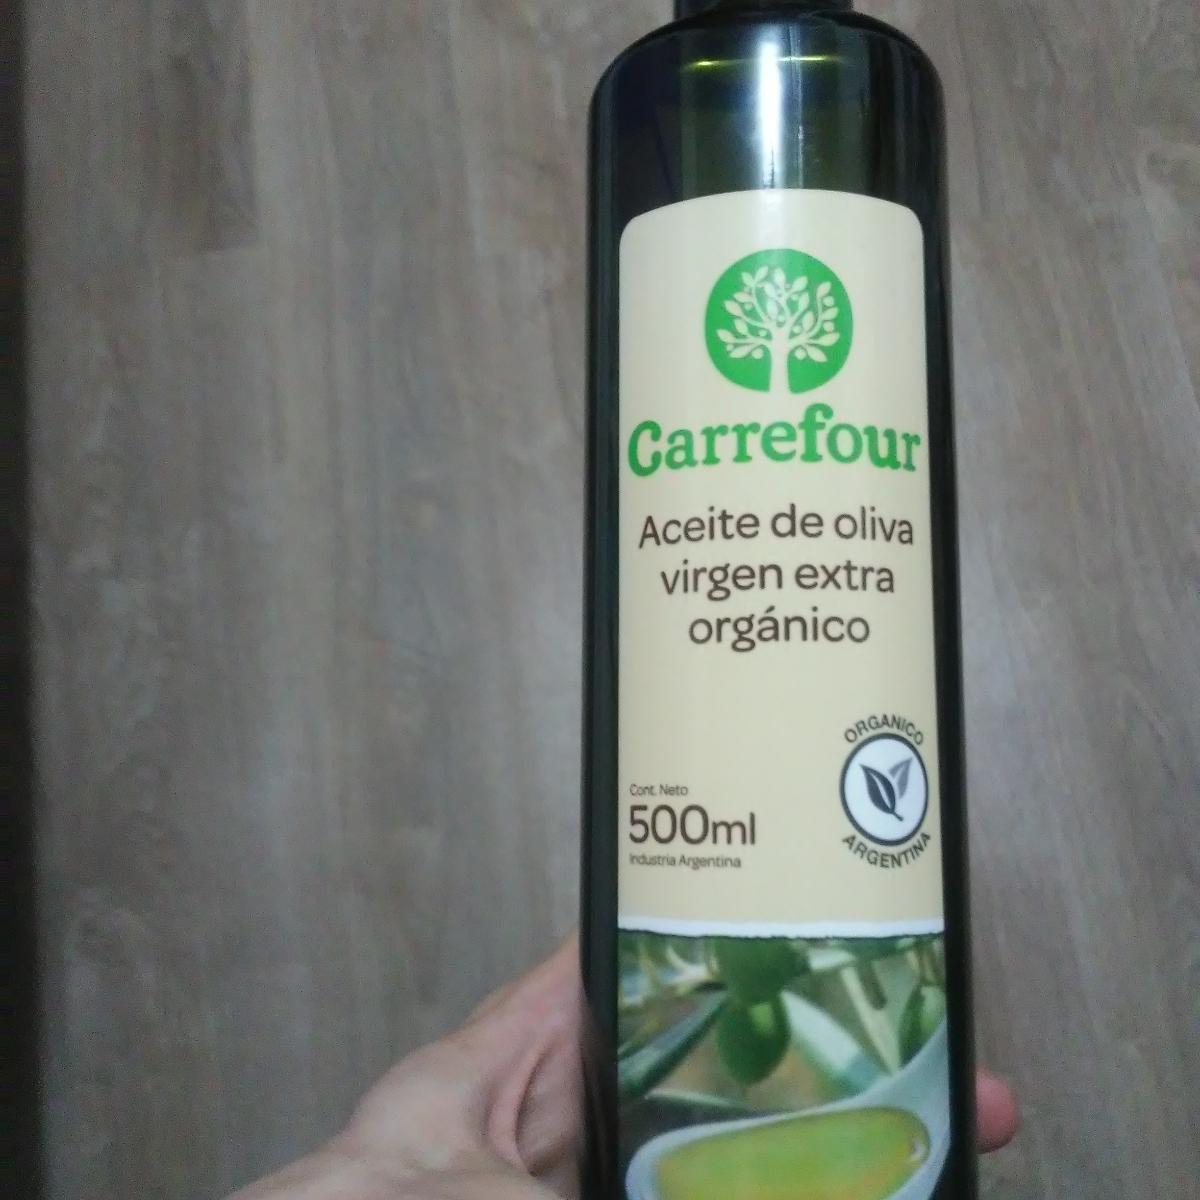 Carrefour
Aceite de oliva
virgen extra
orgánico
ORGANICO
ARGENTINA
Cont. Neto
500ml
Industria Argentina